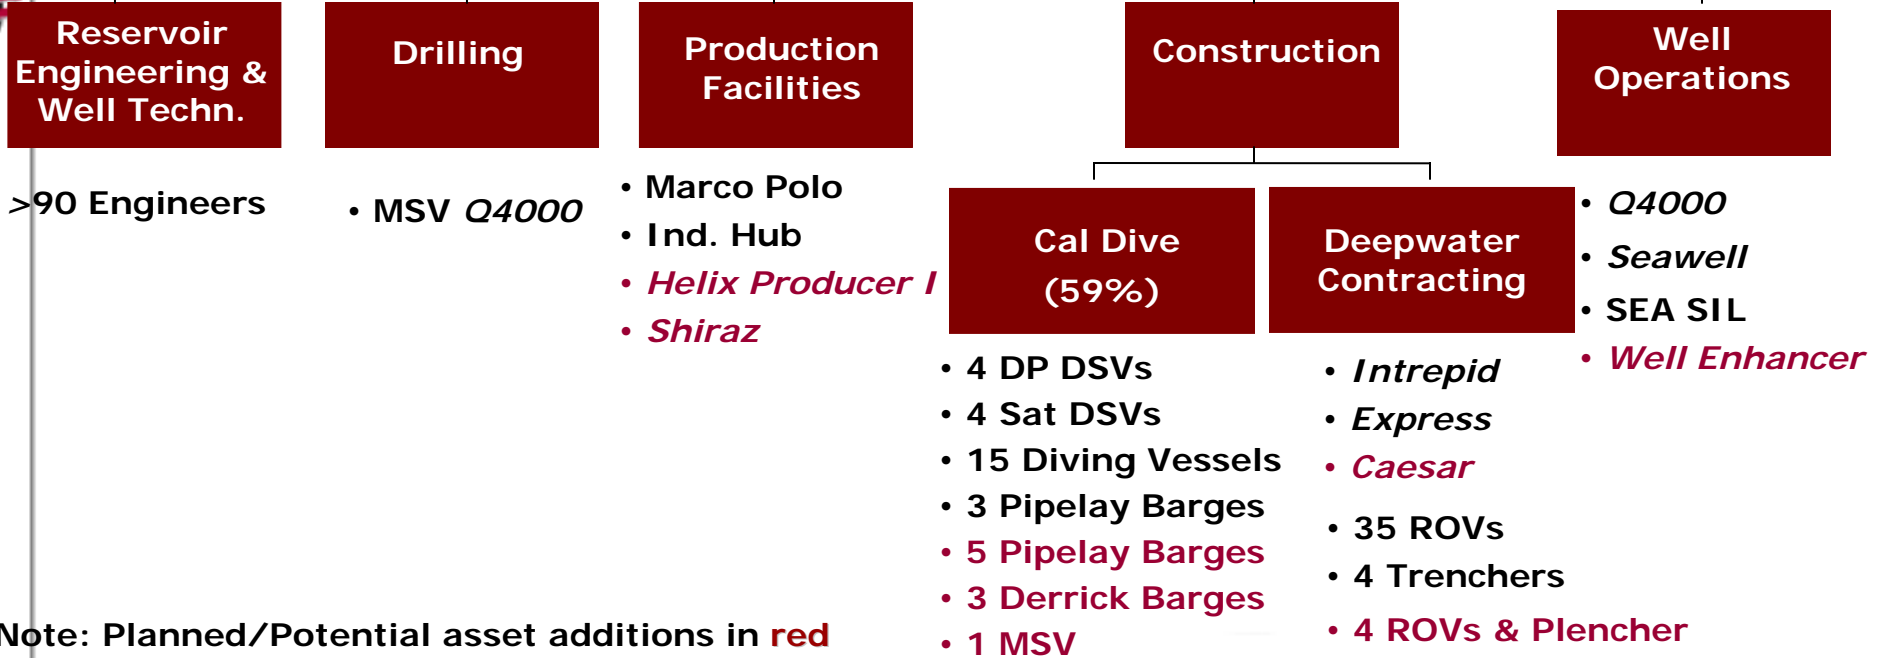 Reservoir
Engineering &
Well Techn.
>90 Engineers
Drilling
• MSV Q4000
Production
Facilities
• Marco Polo
• Ind. Hub
• Helix Producer I
• Shiraz
Construction
Cal Dive
(59%)
• 4 DP DSVs
• 4 Sat DSVs
• 15 Diving Vessels
• 3 Pipelay Barges
• 5 Pipelay Barges
• 3 Derrick Barges
• 1 MSV
Deepwater
Contracting
• Intrepid
• Express
• Caesar
• 35 ROVs
• 4 Trenchers
• 4 ROVs & Plencher
Well
Operations
• Q4000
• Seawell
• SEA SIL
• Well Enhancer
Note: Planned/Potential asset additions in red